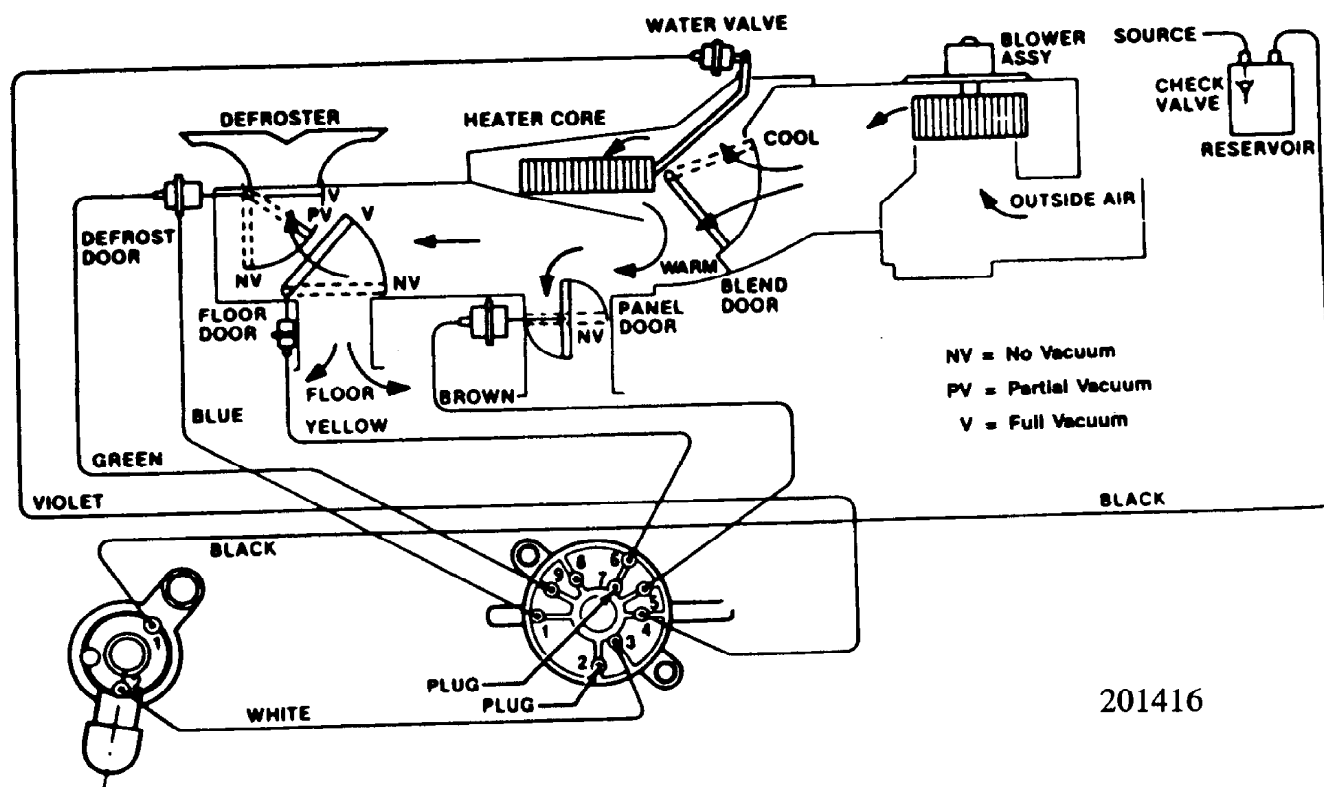 WATER VALVE
BLOWER
ASSY
SOURCE
CHECK
VALVE
RESERVOIR
DEFROSTER
HEATER CORE
COOL
OUTSIDE AIR
V
PV
V
DEFROST
DOOR
NV
NV
FLOOR
DOOR
WARM
BLEND
DOOR
PANEL
DOOR
NV
NV = No Vacuum
PV = Partial Vacuum
V = Full Vacuum
FLOOR
BROWN
BLUE
YELLOW
GREEN
VIOLET
BLACK
BLACK
1
2
1
2
3
4
5
6
7
8
9
PLUG
PLUG
WHITE
201416